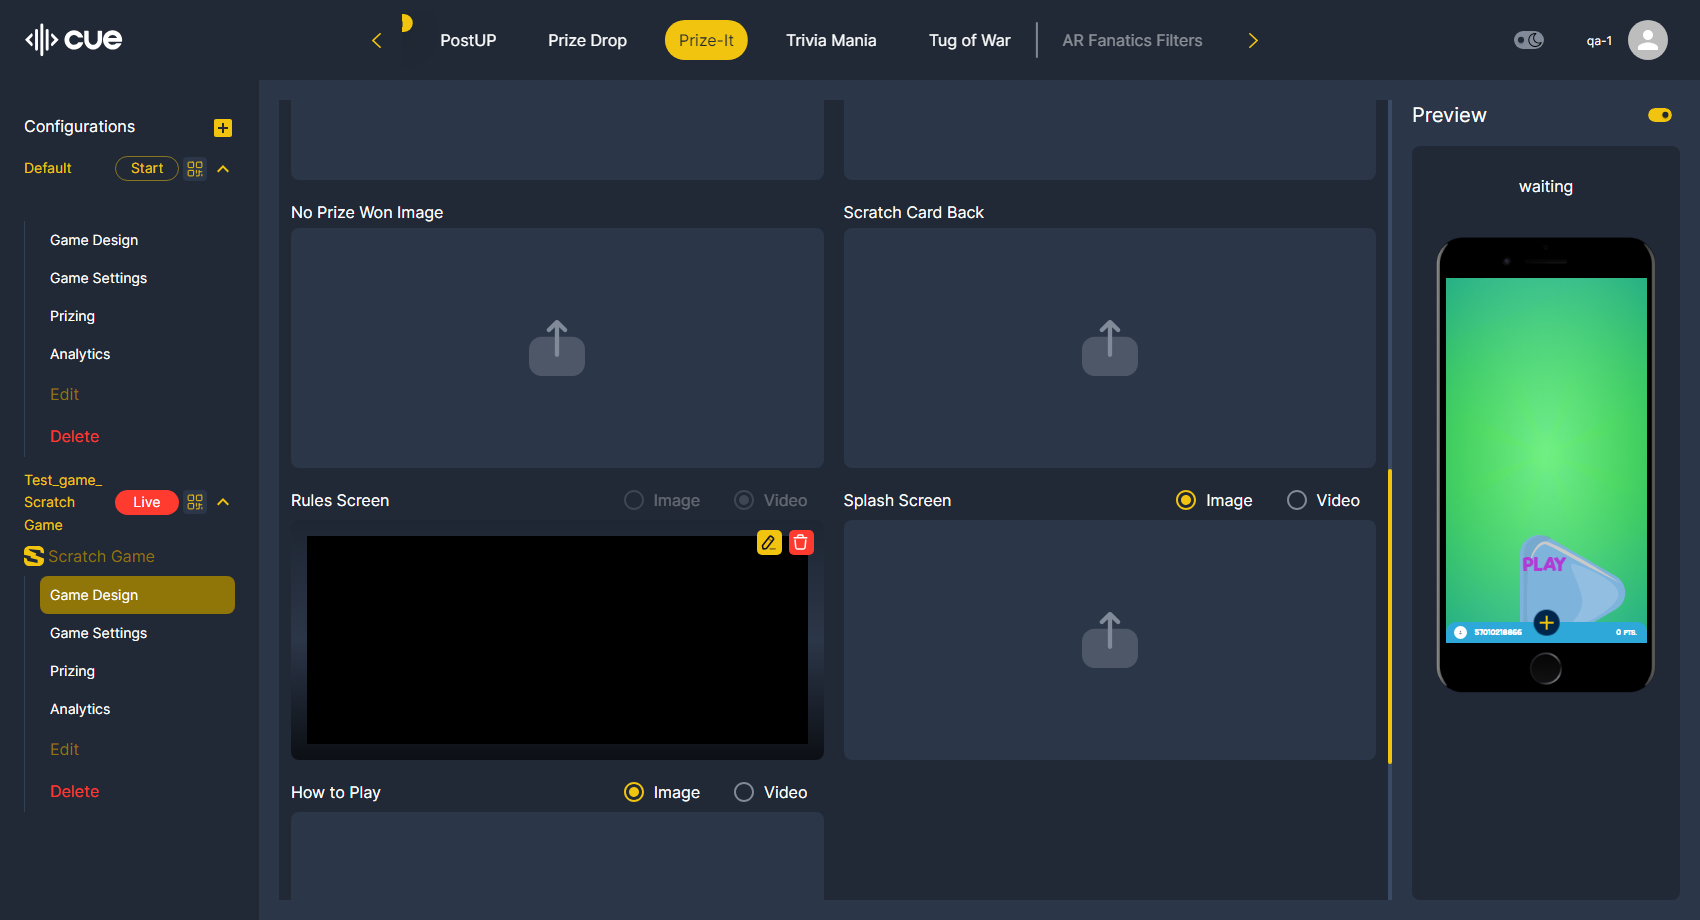 cue
PostUP
Prize Drop
Prize-It
Trivia Mania
Tug of War
AR Fanatics Filters
qa-1
Configurations
Default
Start
Game Design
Game Settings
Prizing
Analytics
Edit
Delete
Test_game_
Scratch
Game
Live
Scratch Game
Game Design
Game Settings
Prizing
Analytics
Edit
Delete
No Prize Won Image
Scratch Card Back
Rules Screen
Image
Video
Splash Screen
Image
Video
How to Play
Image
Video
Preview
waiting
PLAY
57010218866
0 PTS.